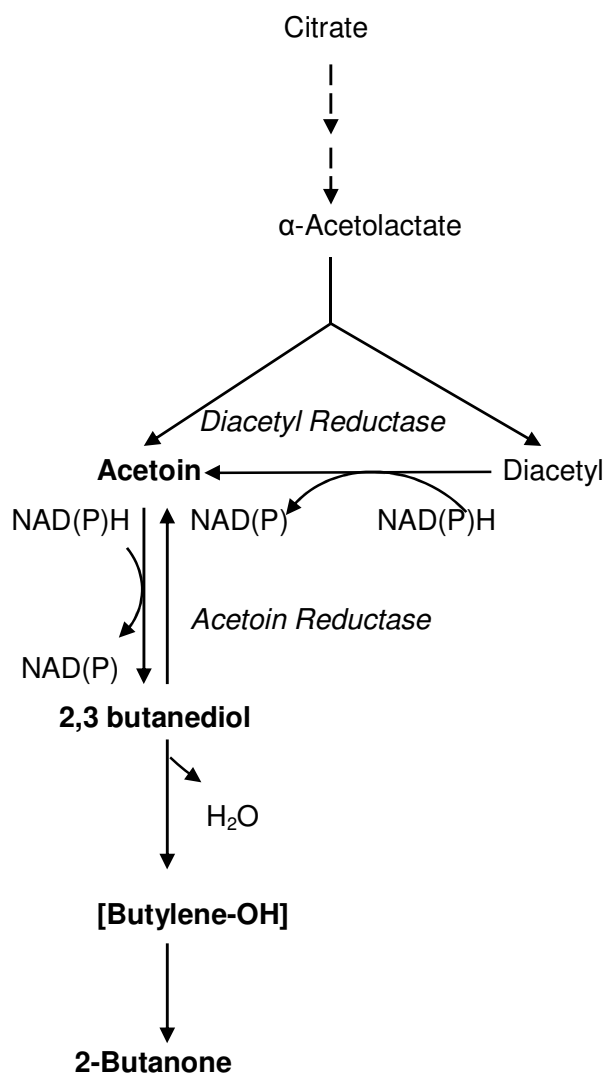 Citrate
α-Acetolactate
Diacetyl Reductase
Acetoin
Diacetyl
NAD(P)H
NAD(P)
NAD(P)H
Acetoin Reductase
NAD(P)
2,3 butanediol
H₂O
[Butylene-OH]
2-Butanone